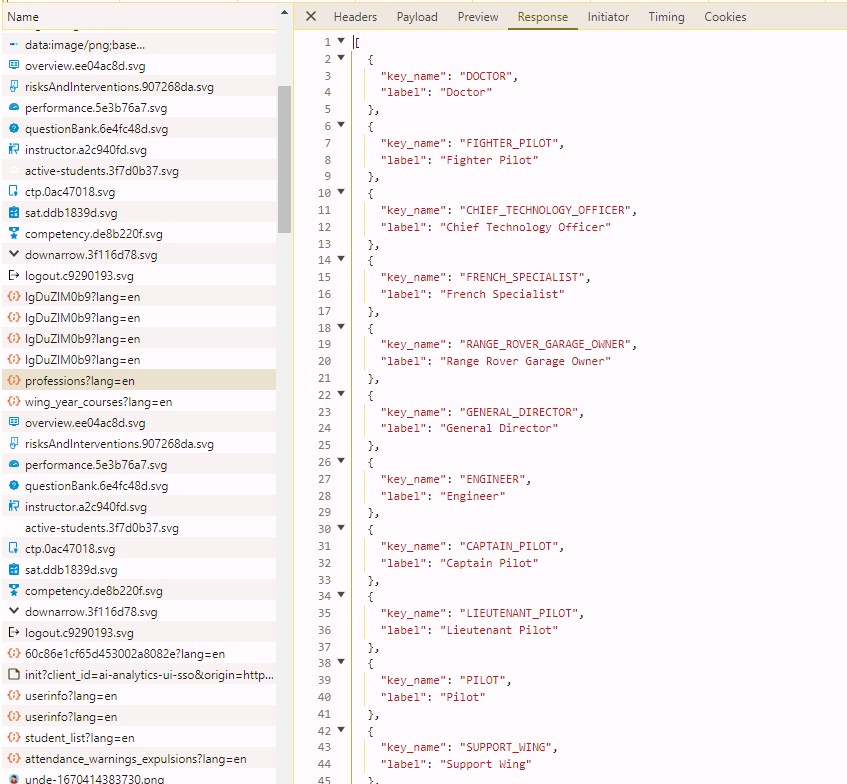 Name
data:image/png;base...
overview.ee04ac8d.svg
risksAndInterventions.907268da.svg
performance.5e3b76a7.svg
questionBank.6e4fc48d.svg
instructor.a2c940fd.svg
active-students.3f7d0b37.svg
ctp.0ac47018.svg
sat.ddb1839d.svg
competency.de8b220f.svg
downarrow.3f116d78.svg
logout.c9290193.svg
IgDuZIM0b9?lang=en
IgDuZIM0b9?lang=en
IgDuZIM0b9?lang=en
IgDuZIM0b9?lang=en
professions?lang=en
wing_year_courses?lang=en
overview.ee04ac8d.svg
risksAndInterventions.907268da.svg
performance.5e3b76a7.svg
questionBank.6e4fc48d.svg
instructor.a2c940fd.svg
active-students.3f7d0b37.svg
ctp.0ac47018.svg
sat.ddb1839d.svg
competency.de8b220f.svg
downarrow.3f116d78.svg
logout.c9290193.svg
60c86e1cf65d453002a8082e?lang=en
init?client_id=ai-analytics-ui-sso&origin=http...
userinfo?lang=en
userinfo?lang=en
student_list?lang=en
attendance_warnings_expulsions?lang=en
unde-1670414383730.png
Headers Payload Preview Response Initiator Timing Cookies
1 [
2 {
3 "key_name": "DOCTOR",
4 "label": "Doctor"
5 },
6 {
7 "key_name": "FIGHTER_PILOT",
8 "label": "Fighter Pilot"
9 },
10 {
11 "key_name": "CHIEF_TECHNOLOGY_OFFICER",
12 "label": "Chief Technology Officer"
13 },
14 {
15 "key_name": "FRENCH_SPECIALIST",
16 "label": "French Specialist"
17 },
18 {
19 "key_name": "RANGE_ROVER_GARAGE_OWNER",
20 "label": "Range Rover Garage Owner"
21 },
22 {
23 "key_name": "GENERAL_DIRECTOR",
24 "label": "General Director"
25 },
26 {
27 "key_name": "ENGINEER",
28 "label": "Engineer"
29 },
30 {
31 "key_name": "CAPTAIN_PILOT",
32 "label": "Captain Pilot"
33 },
34 {
35 "key_name": "LIEUTENANT_PILOT",
36 "label": "Lieutenant Pilot"
37 },
38 {
39 "key_name": "PILOT",
40 "label": "Pilot"
41 },
42 {
43 "key_name": "SUPPORT_WING",
44 "label": "Support Wing"
45 },